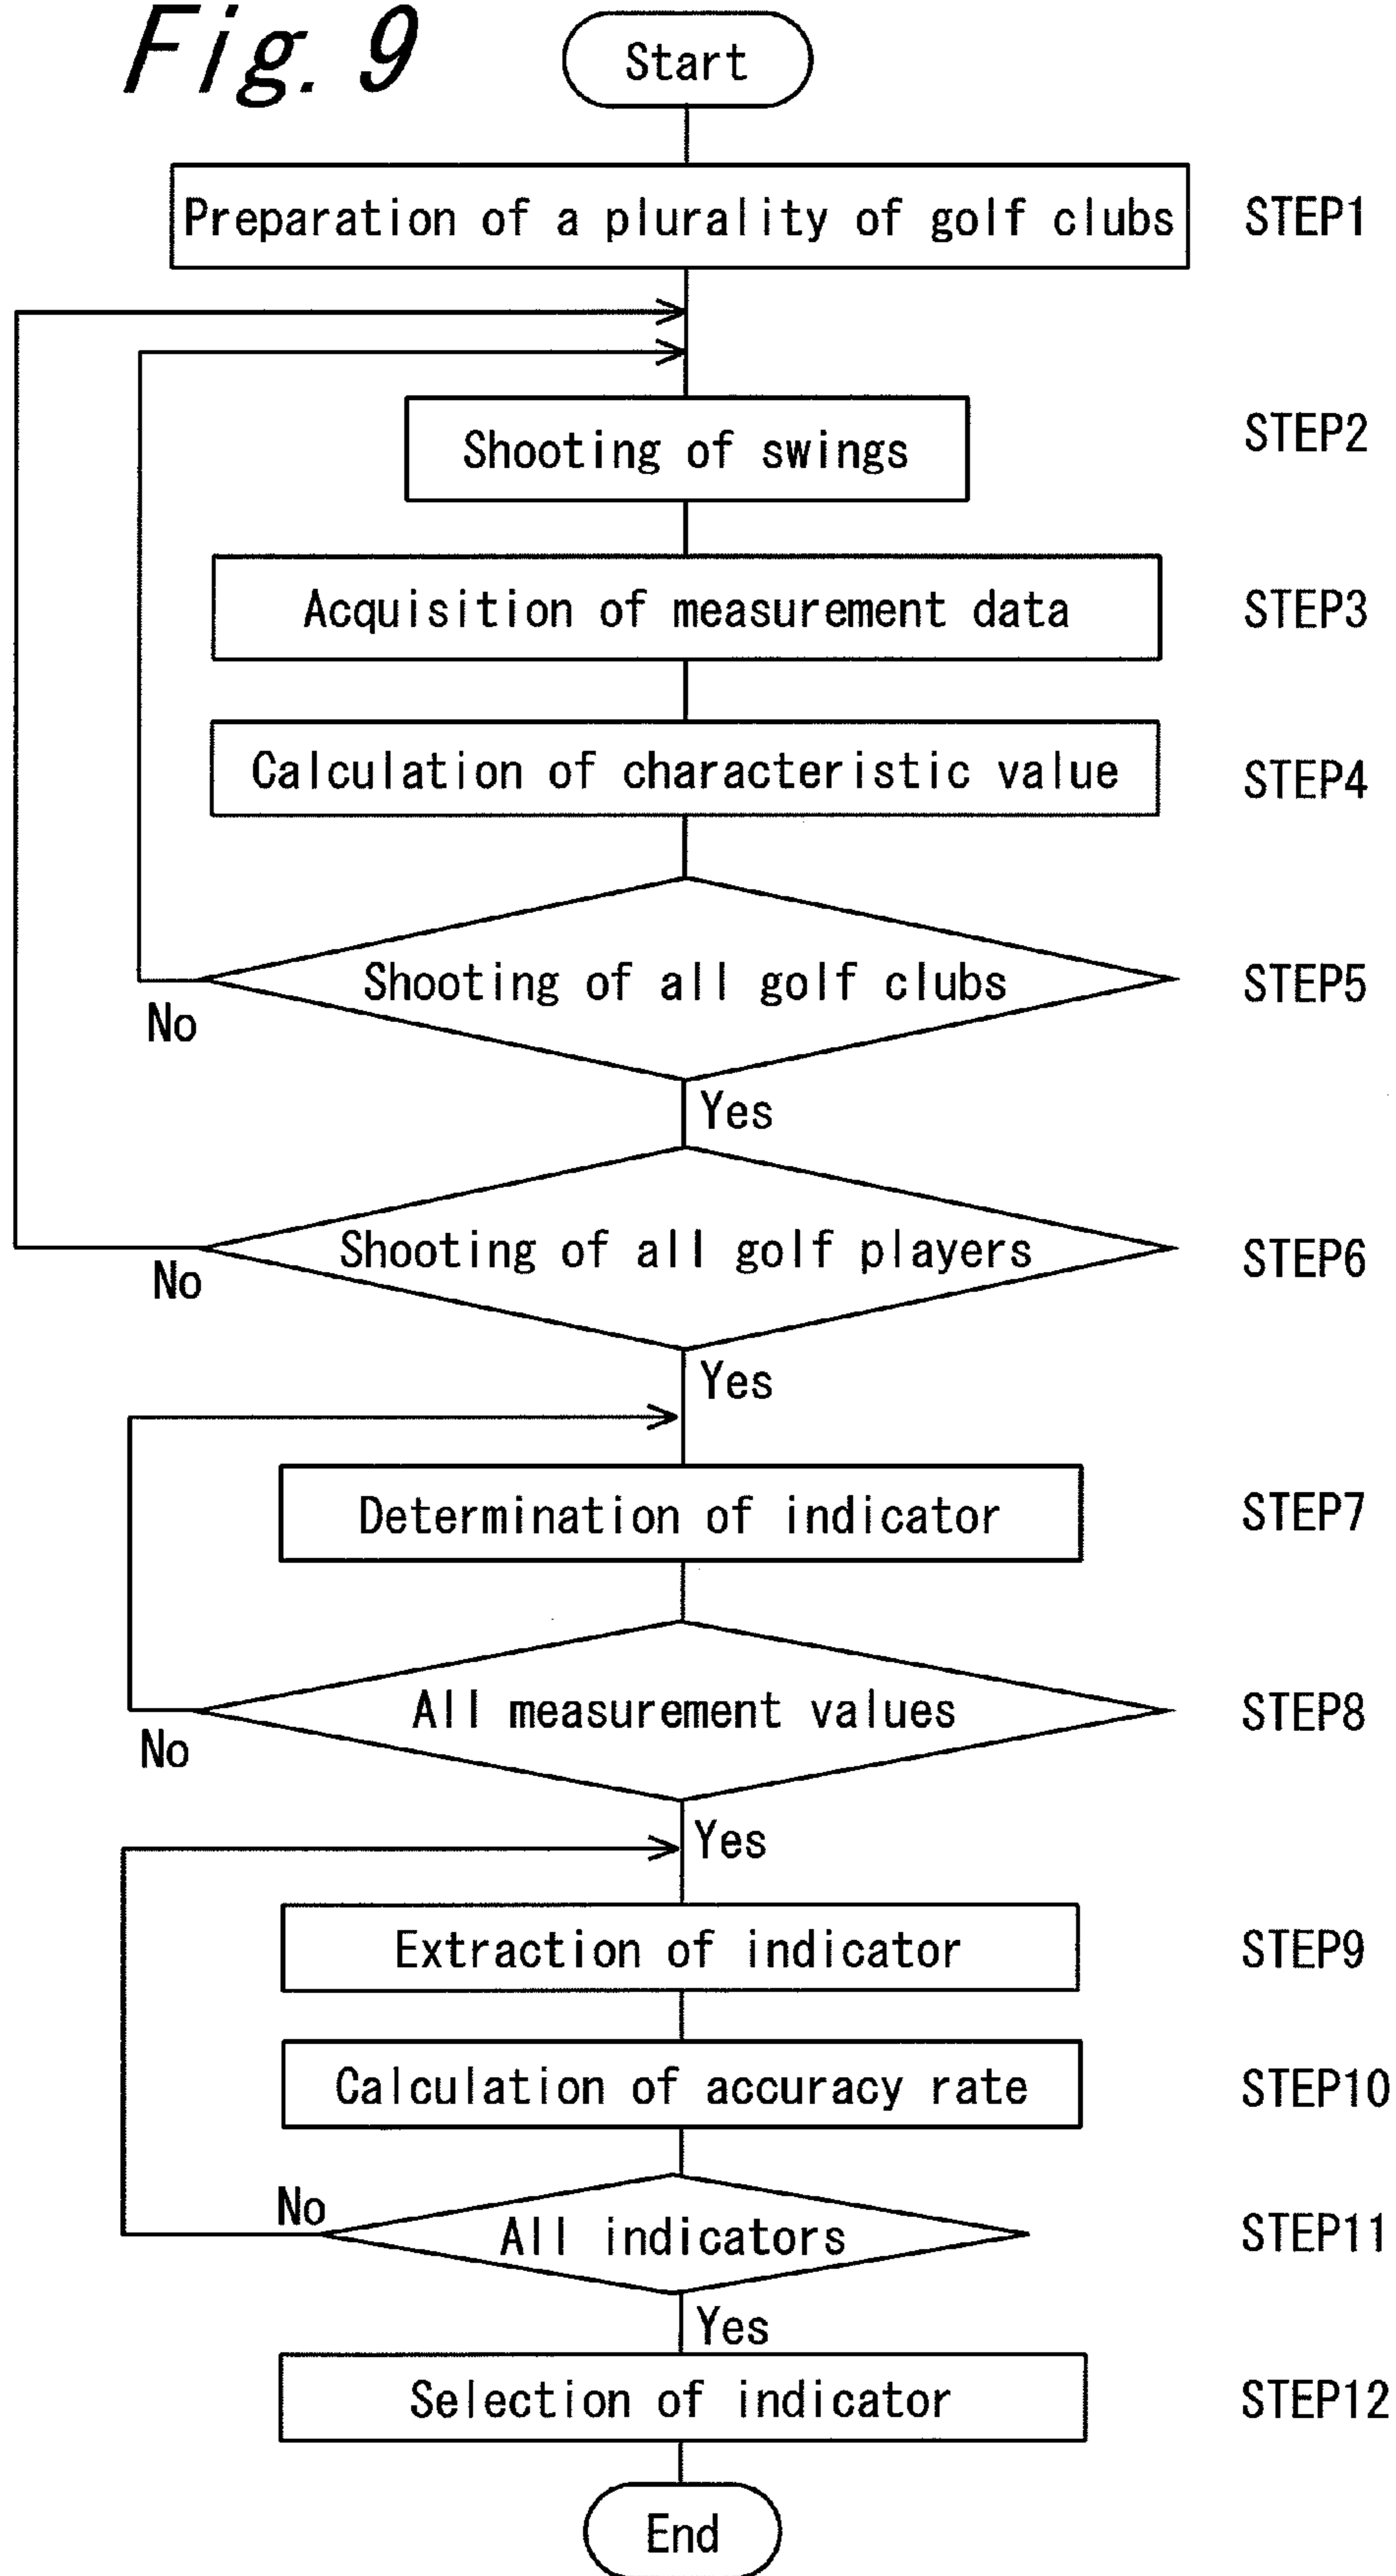 Fig. 9
Start
Preparation of a plurality of golf clubs STEP1
Shooting of swings STEP2
Acquisition of measurement data STEP3
Calculation of characteristic value STEP4
Shooting of all golf clubs STEP5
No
Yes
Shooting of all golf players STEP6
No
Yes
Determination of indicator STEP7
All measurement values STEP8
No
Yes
Extraction of indicator STEP9
Calculation of accuracy rate STEP10
No
All indicators STEP11
Yes
Selection of indicator STEP12
End